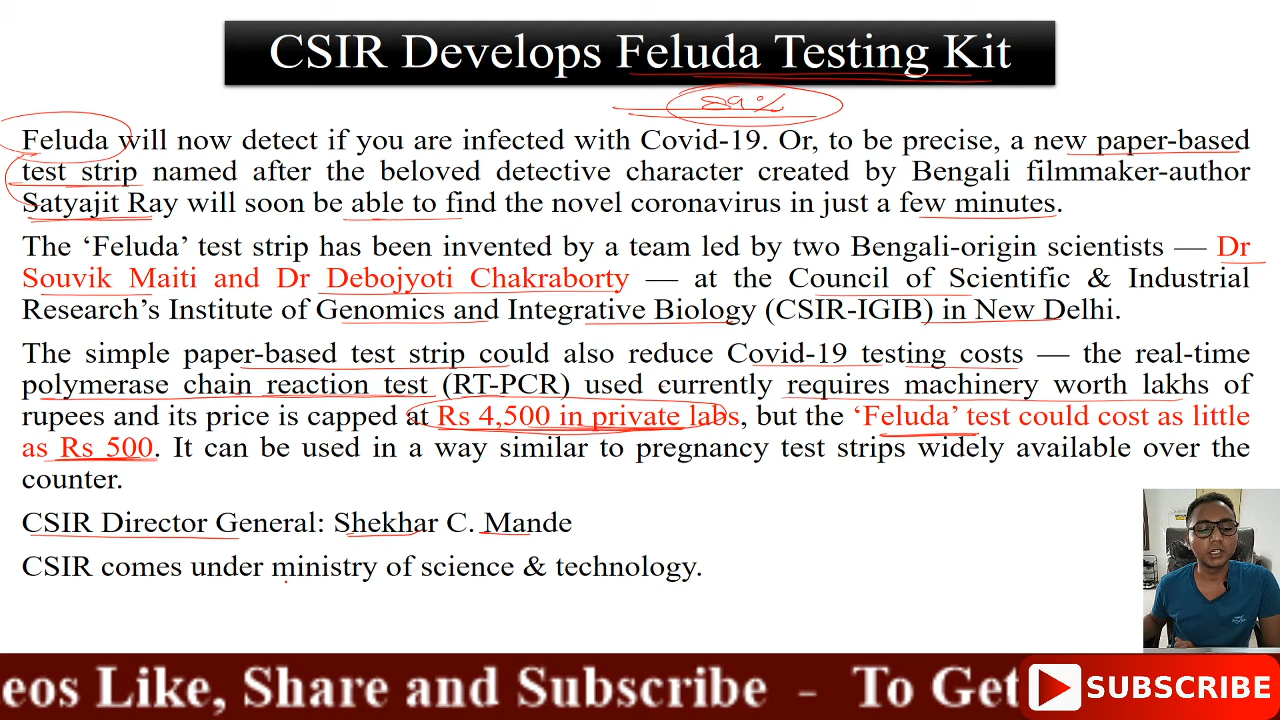 CSIR Develops Feluda Testing Kit
Feluda will now detect if you are infected with Covid-19. Or, to be precise, a new paper-based
test strip named after the beloved detective character created by Bengali filmmaker-author
Satyajit Ray will soon be able to find the novel coronavirus in just a few minutes.
The ‘Feluda’ test strip has been invented by a team led by two Bengali-origin scientists — Dr
Souvik Maiti and Dr Debojyoti Chakraborty — at the Council of Scientific & Industrial
Research’s Institute of Genomics and Integrative Biology (CSIR-IGIB) in New Delhi.
The simple paper-based test strip could also reduce Covid-19 testing costs — the real-time
polymerase chain reaction test (RT-PCR) used currently requires machinery worth lakhs of
rupees and its price is capped at Rs 4,500 in private labs, but the ‘Feluda’ test could cost as little
as Rs 500. It can be used in a way similar to pregnancy test strips widely available over the
counter.
CSIR Director General: Shekhar C. Mande
CSIR comes under ministry of science & technology.
eos Like, Share and Subscribe - To Get
SUBSCRIBE